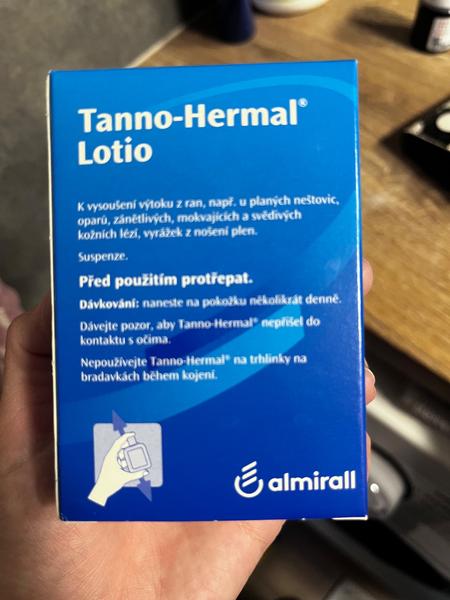 Tanno-Hermal®
Lotio
K vysoušení výtoku z ran, např. u planých neštovic,
oparů, zánětlivých, mokvajících a svědivých
kožních lézí, vyrážek z nošení plen.
Suspenze.
Před použitím protřepat.
Dávkování: naneste na pokožku několikrát denně.
Dávejte pozor, aby Tanno-Hermal® nepřišel do
kontaktu s očima.
Nepoužívejte Tanno-Hermal® na trhlinky na
bradavkách během kojení.
almirall